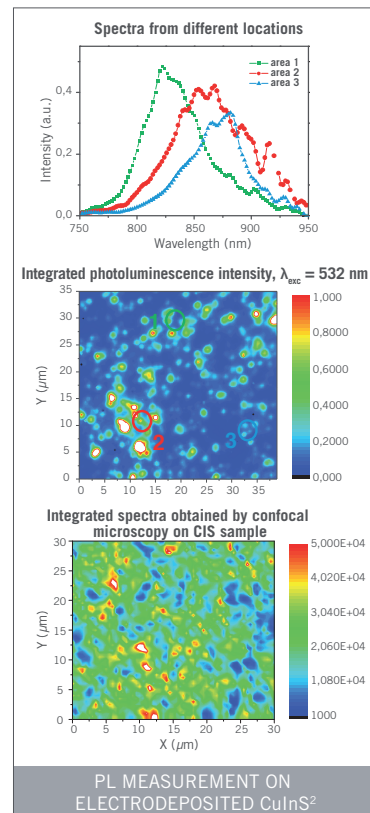 Spectra from different locations
area 1
area 2
area 3
Intensity (a.u.)
0,4
0,2
0,0
750 800 850 900 950
Wavelength (nm)
Integrated photoluminescence intensity, λexc = 532 nm
Y (µm)
35
30
25
20
15
10
5
0
0 5 10 15 20 25 30 35
1
2
3
1,000
0,8000
0,6000
0,4000
0,2000
0,000
Integrated spectra obtained by confocal
microscopy on CIS sample
Y (µm)
30
25
20
15
10
5
0
0 5 10 15 20 25 30
X (µm)
5,000E+04
4,020E+04
3,040E+04
2,060E+04
1,080E+04
1000
PL MEASUREMENT ON
ELECTRODEPOSITED CuInS²